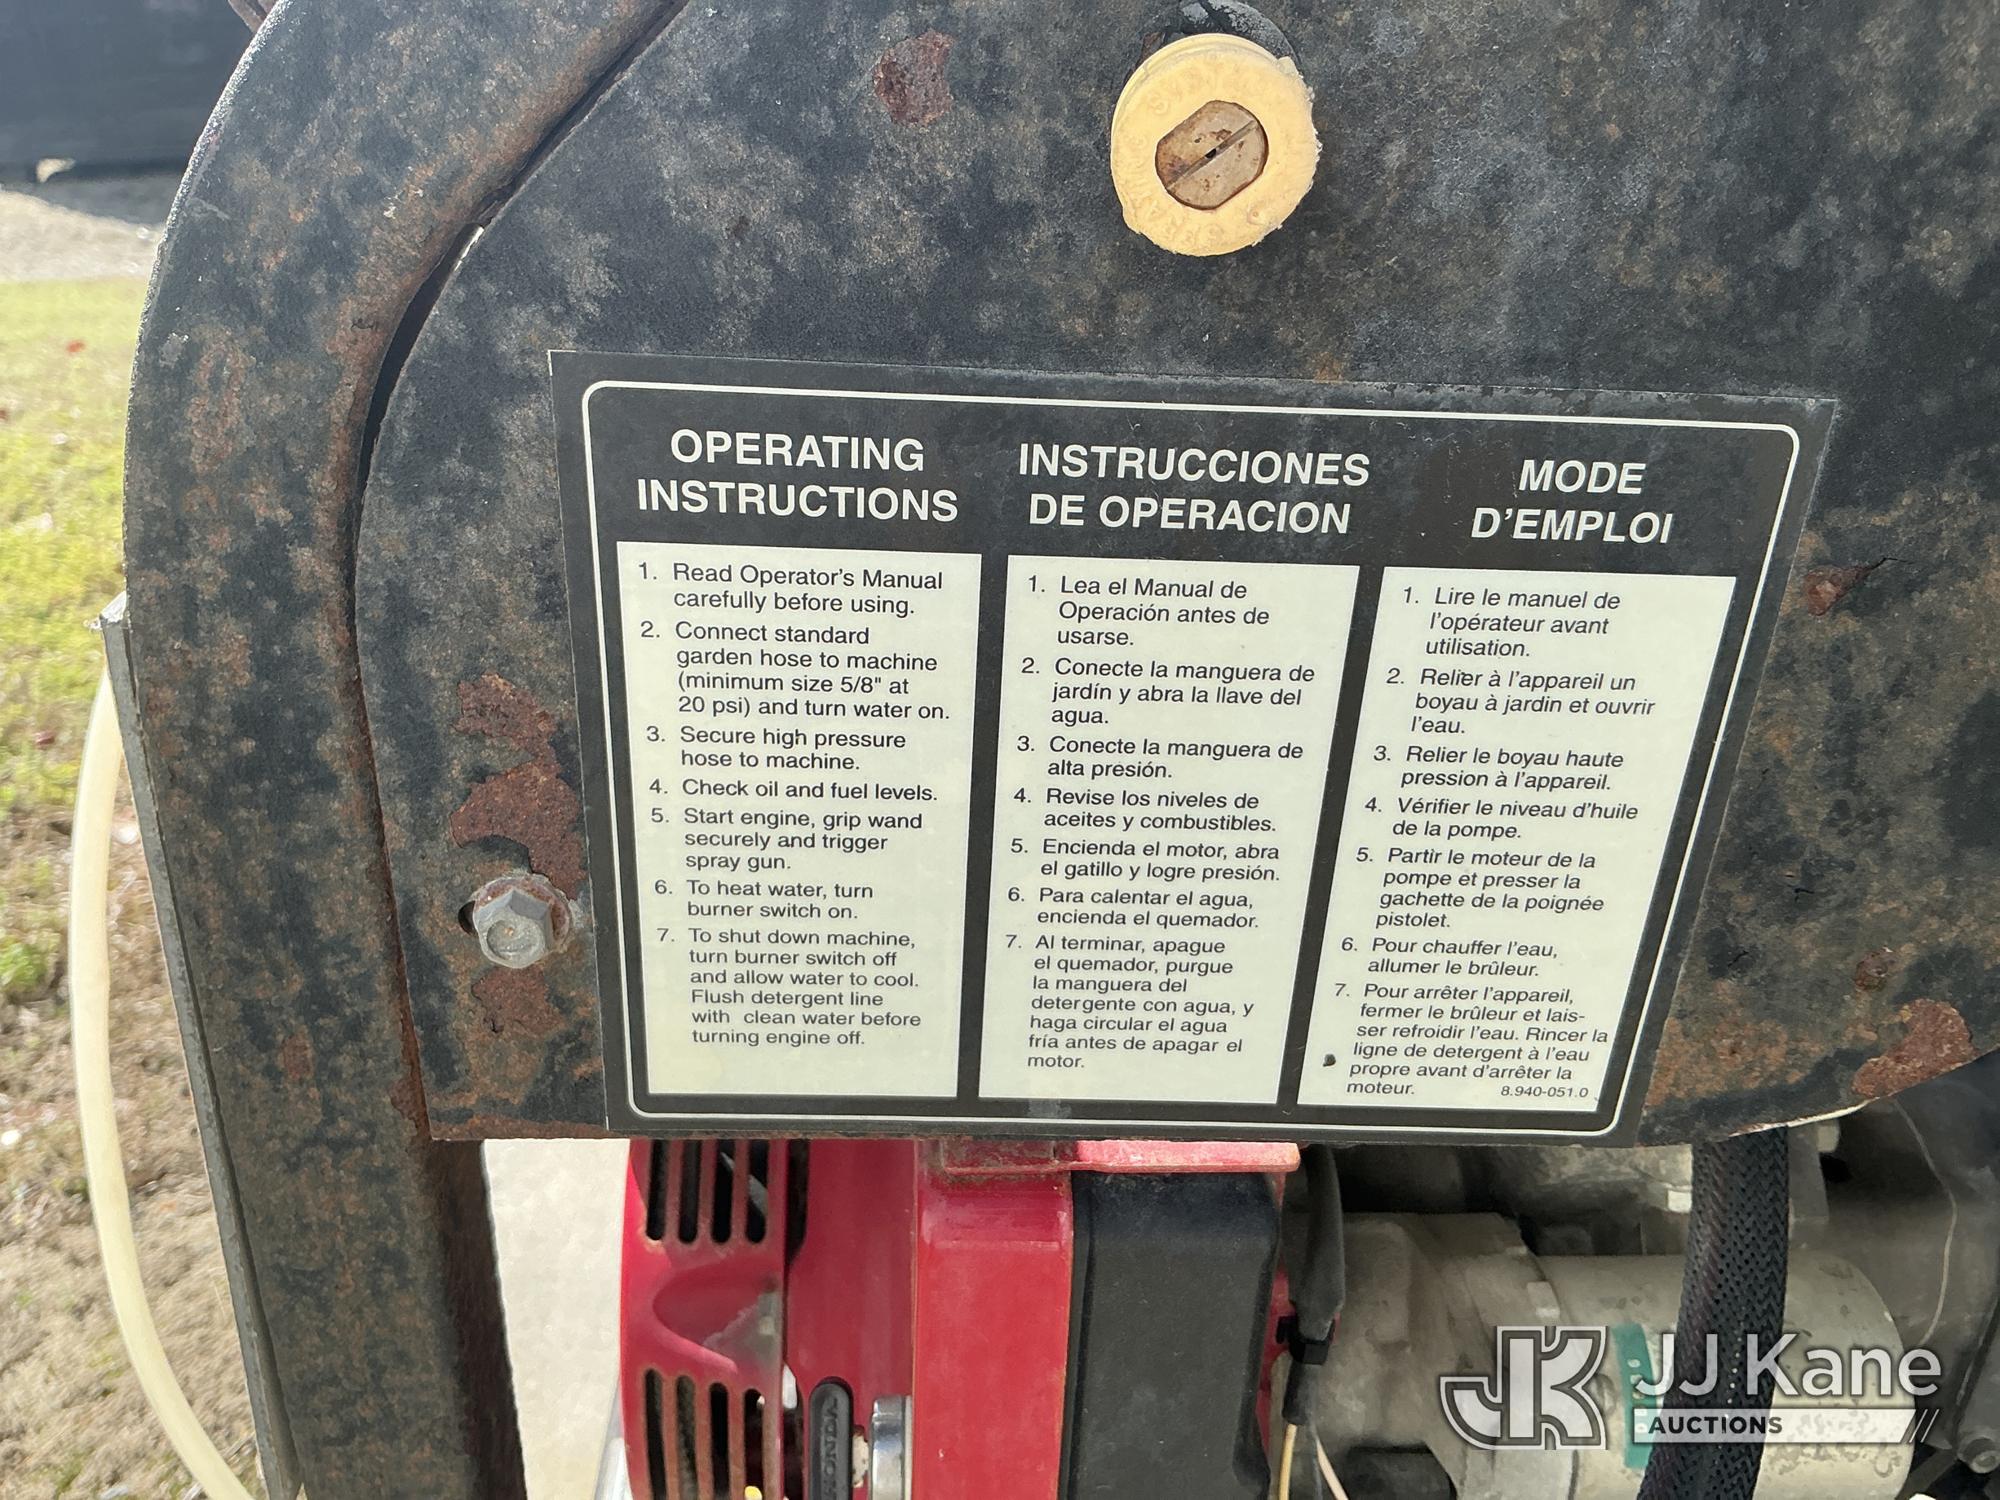 OPERATING
INSTRUCTIONS
1. Read Operator's Manual
carefully before using.
2. Connect standard
garden hose to machine
(minimum size 5/8" at
20 psi) and turn water on.
3. Secure high pressure
hose to machine.
4. Check oil and fuel levels.
5. Start engine, grip wand
securely and trigger
spray gun.
6. To heat water, turn
burner switch on.
7. To shut down machine,
turn burner switch off
and allow water to cool.
Flush detergent line
with clean water before
turning engine off.
INSTRUCCIONES
DE OPERACION
1. Lea el Manual de
Operación antes de
usarse.
2. Conecte la manguera de
jardín y abra la llave del
agua.
3. Conecte la manguera de
alta presión.
4. Revise los niveles de
aceites y combustibles.
5. Encienda el motor, abra
el gatillo y logre presión.
6. Para calentar el agua,
encienda el quemador.
7. Al terminar, apague
el quemador, purgue
la manguera del
detergente con agua, y
haga circular el agua
fría antes de apagar el
motor.
MODE
D'EMPLOI
1. Lire le manuel de
l'opérateur avant
utilisation.
2. Relier à l'appareil un
boyau à jardin et ouvrir
l'eau.
3. Relier le boyau haute
pression à l'appareil.
4. Vérifier le niveau d'huile
de la pompe.
5. Partir le moteur de la
pompe et presser la
gachette de la poignée
pistolet.
6. Pour chauffer l'eau,
allumer le brûleur.
7. Pour arrêter l'appareil,
fermer le brûleur et lais-
ser refroidir l'eau. Rincer la
ligne de detergent à l'eau
propre avant d'arrêter la
moteur.
8.940-051.0
HONDA
JK
JJ Kane
AUCTIONS